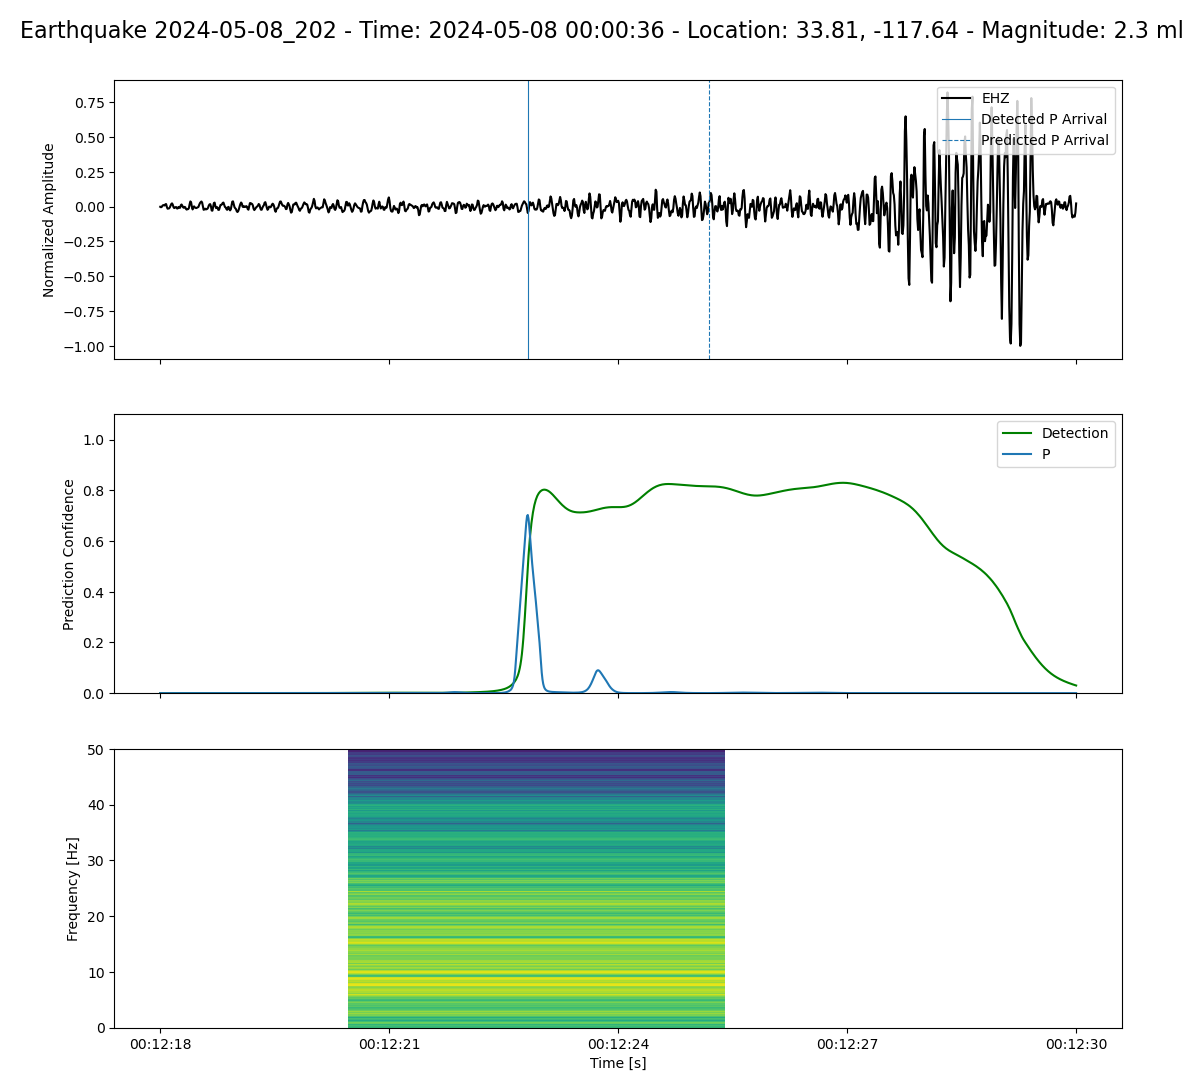 Earthquake 2024-05-08_202 - Time: 2024-05-08 00:00:36 - Location: 33.81, -117.64 - Magnitude: 2.3 ml
EHZ
Detected P Arrival
Predicted P Arrival
Normalized Amplitude
0.75
0.50
0.25
0.00
−0.25
−0.50
−0.75
−1.00
Detection
P
Prediction Confidence
1.0
0.8
0.6
0.4
0.2
0.0
Frequency [Hz]
50
40
30
20
10
0
00:12:18 00:12:21 00:12:24 00:12:27 00:12:30
Time [s]